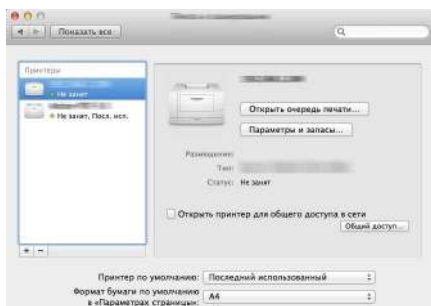 Показать все
Принтеры
• Не занят
• Не занят, Посл. исп.
Открыть очередь печати...
Параметры и запасы...
Размещение:
Тип:
Статус: Не занят
Открыть принтер для общего доступа в сети
Общий доступ...
+ −
Принтер по умолчанию: Последний использованный
Формат бумаги по умолчанию
в «Параметрах страницы»: A4